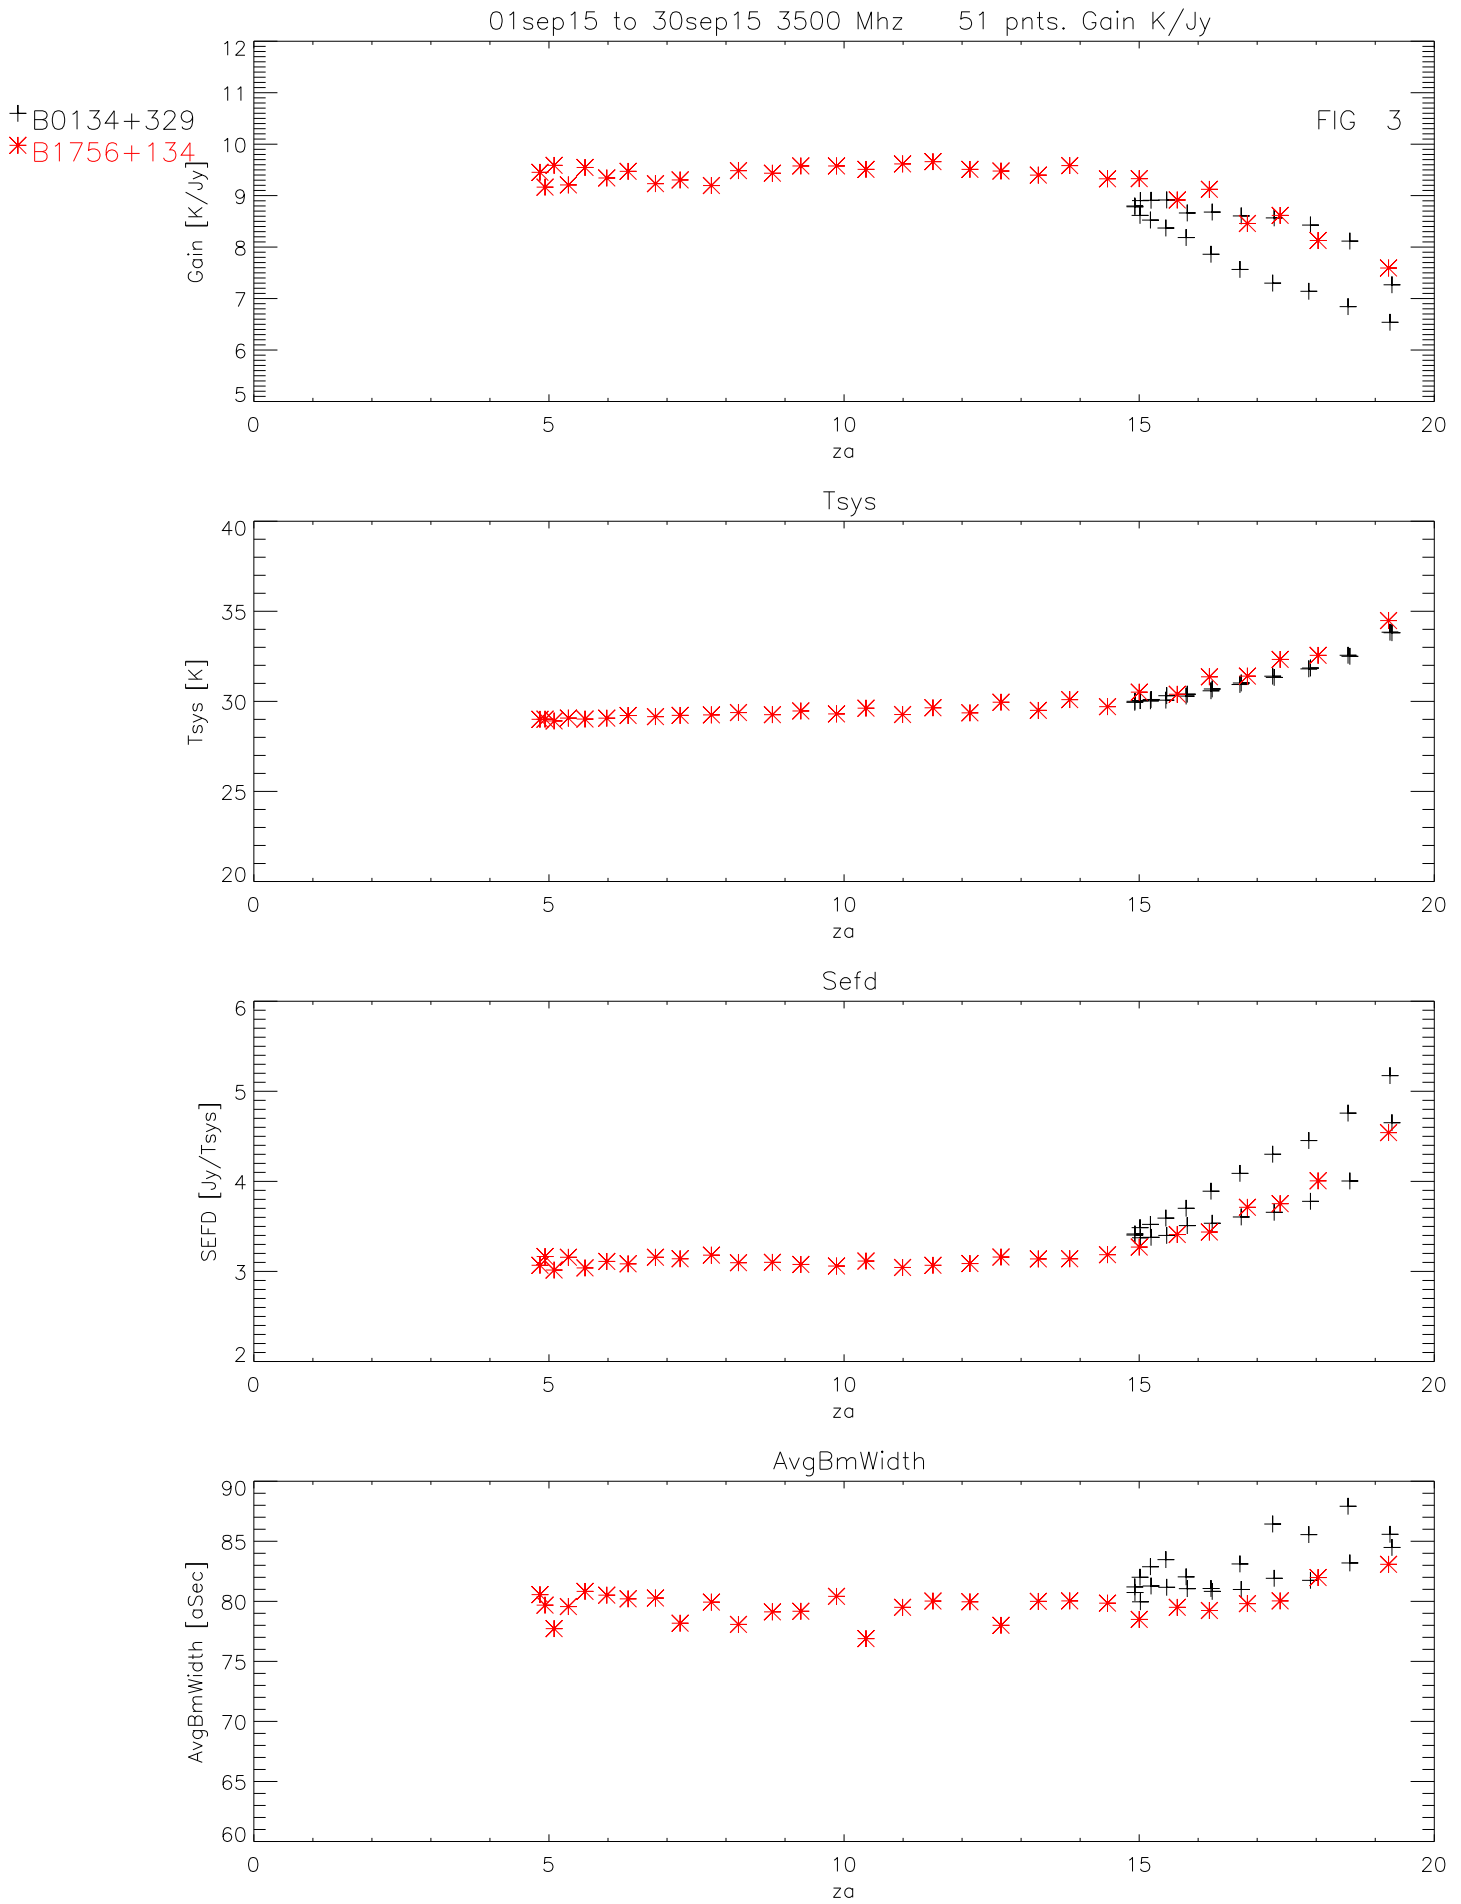 01sep15 to 30sep15 3500 Mhz 51 pnts. Gain K/Jy
+B0134+329
*B1756+134
FIG 3
12
11
10
9
8
7
6
5
Gain [K/Jy]
0 5 10 15 20
za
Tsys
40
35
30
25
20
Tsys [K]
0 5 10 15 20
za
Sefd
6
5
4
3
2
SEFD [Jy/Tsys]
0 5 10 15 20
za
AvgBmWidth
90
85
80
75
70
65
60
AvgBmWidth [aSec]
0 5 10 15 20
za